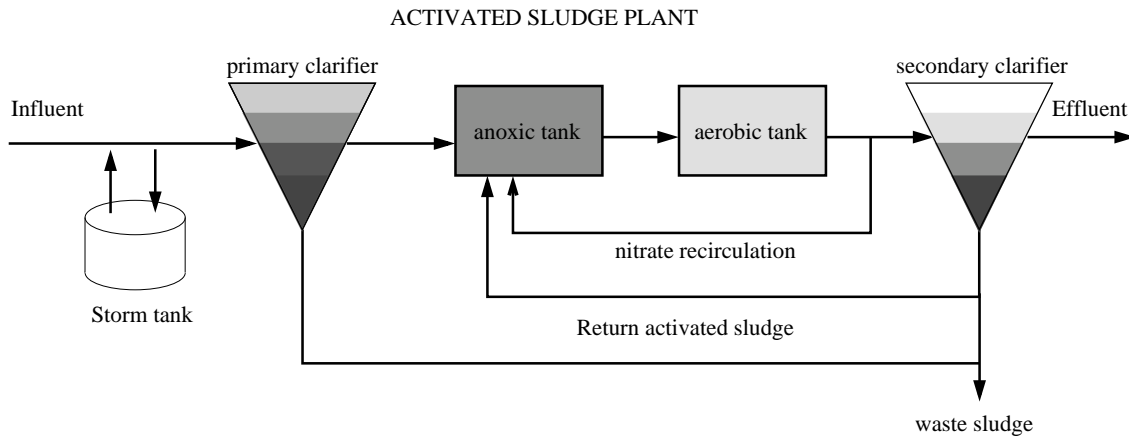 ACTIVATED SLUDGE PLANT
primary clarifier
secondary clarifier
Influent
anoxic tank
aerobic tank
Effluent
nitrate recirculation
Storm tank
Return activated sludge
waste sludge